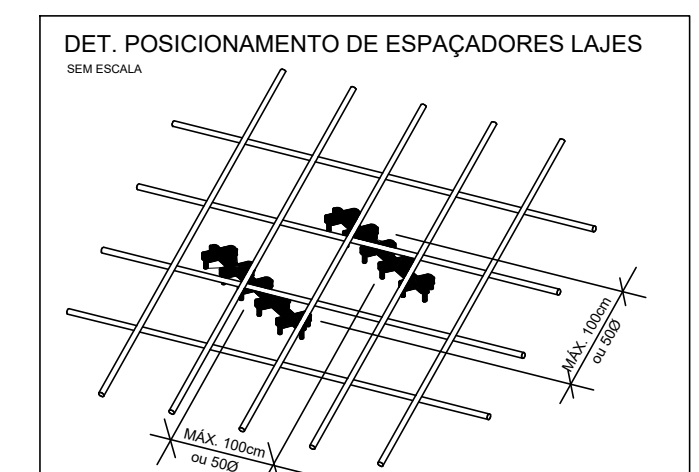 DET. POSICIONAMENTO DE ESPAÇADORES LAJES
SEM ESCALA
MÁX. 100cm
ou 50Ø
MÁX. 100cm
ou 50Ø